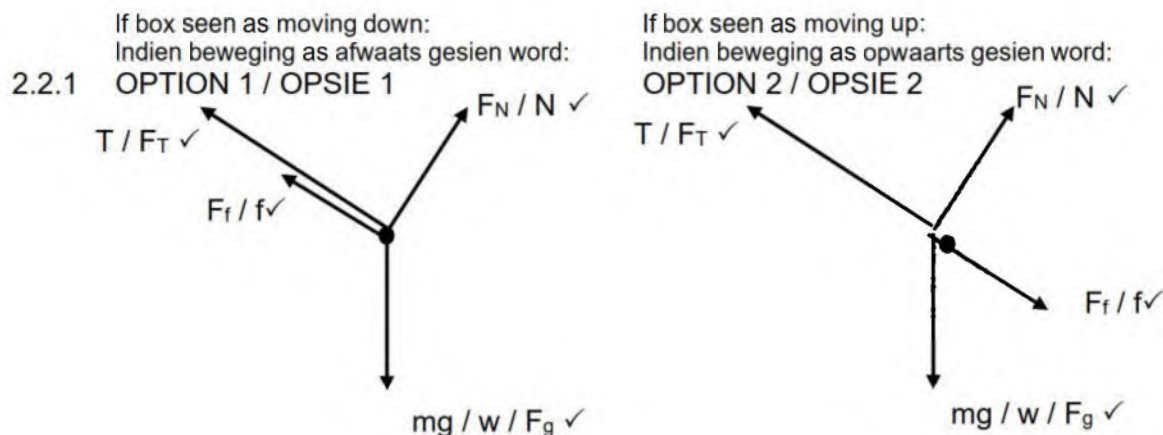 If box seen as moving down:
Indien beweging as afwaats gesien word:
2.2.1 OPTION 1 / OPSIE 1
T / FT ✓
FN / N ✓
Ff / f✓
mg / w / Fg ✓
If box seen as moving up:
Indien beweging as opwaarts gesien word:
OPTION 2 / OPSIE 2
T / FT ✓
FN / N ✓
Ff / f✓
mg / w / Fg ✓